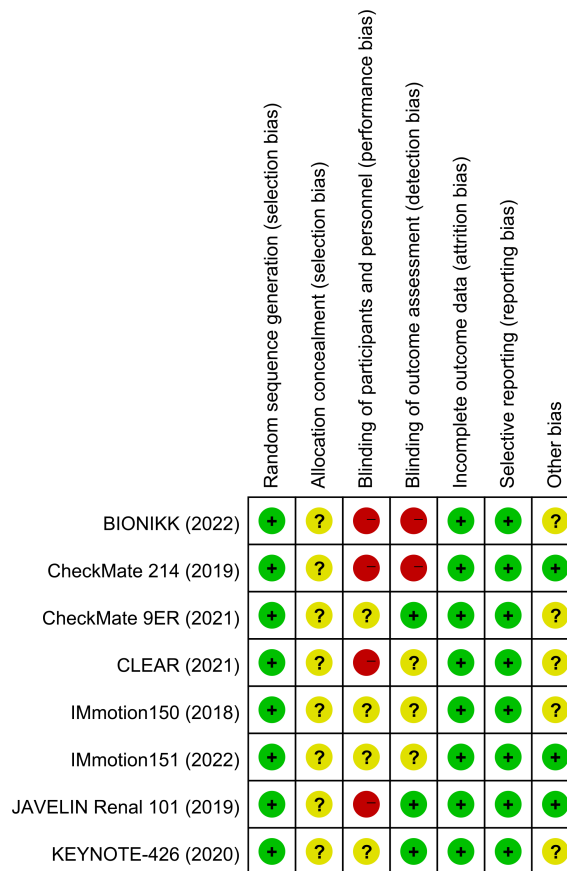 Random sequence generation (selection bias)
Allocation concealment (selection bias)
Blinding of participants and personnel (performance bias)
Blinding of outcome assessment (detection bias)
Incomplete outcome data (attrition bias)
Selective reporting (reporting bias)
Other bias
BIONIKK (2022) + ? – – + + ?
CheckMate 214 (2019) + ? – – + + +
CheckMate 9ER (2021) + ? ? + + + ?
CLEAR (2021) + ? – ? + + ?
IMmotion150 (2018) + ? ? ? + + ?
IMmotion151 (2022) + ? ? ? + + +
JAVELIN Renal 101 (2019) + ? – + + + +
KEYNOTE-426 (2020) + ? ? + + + ?